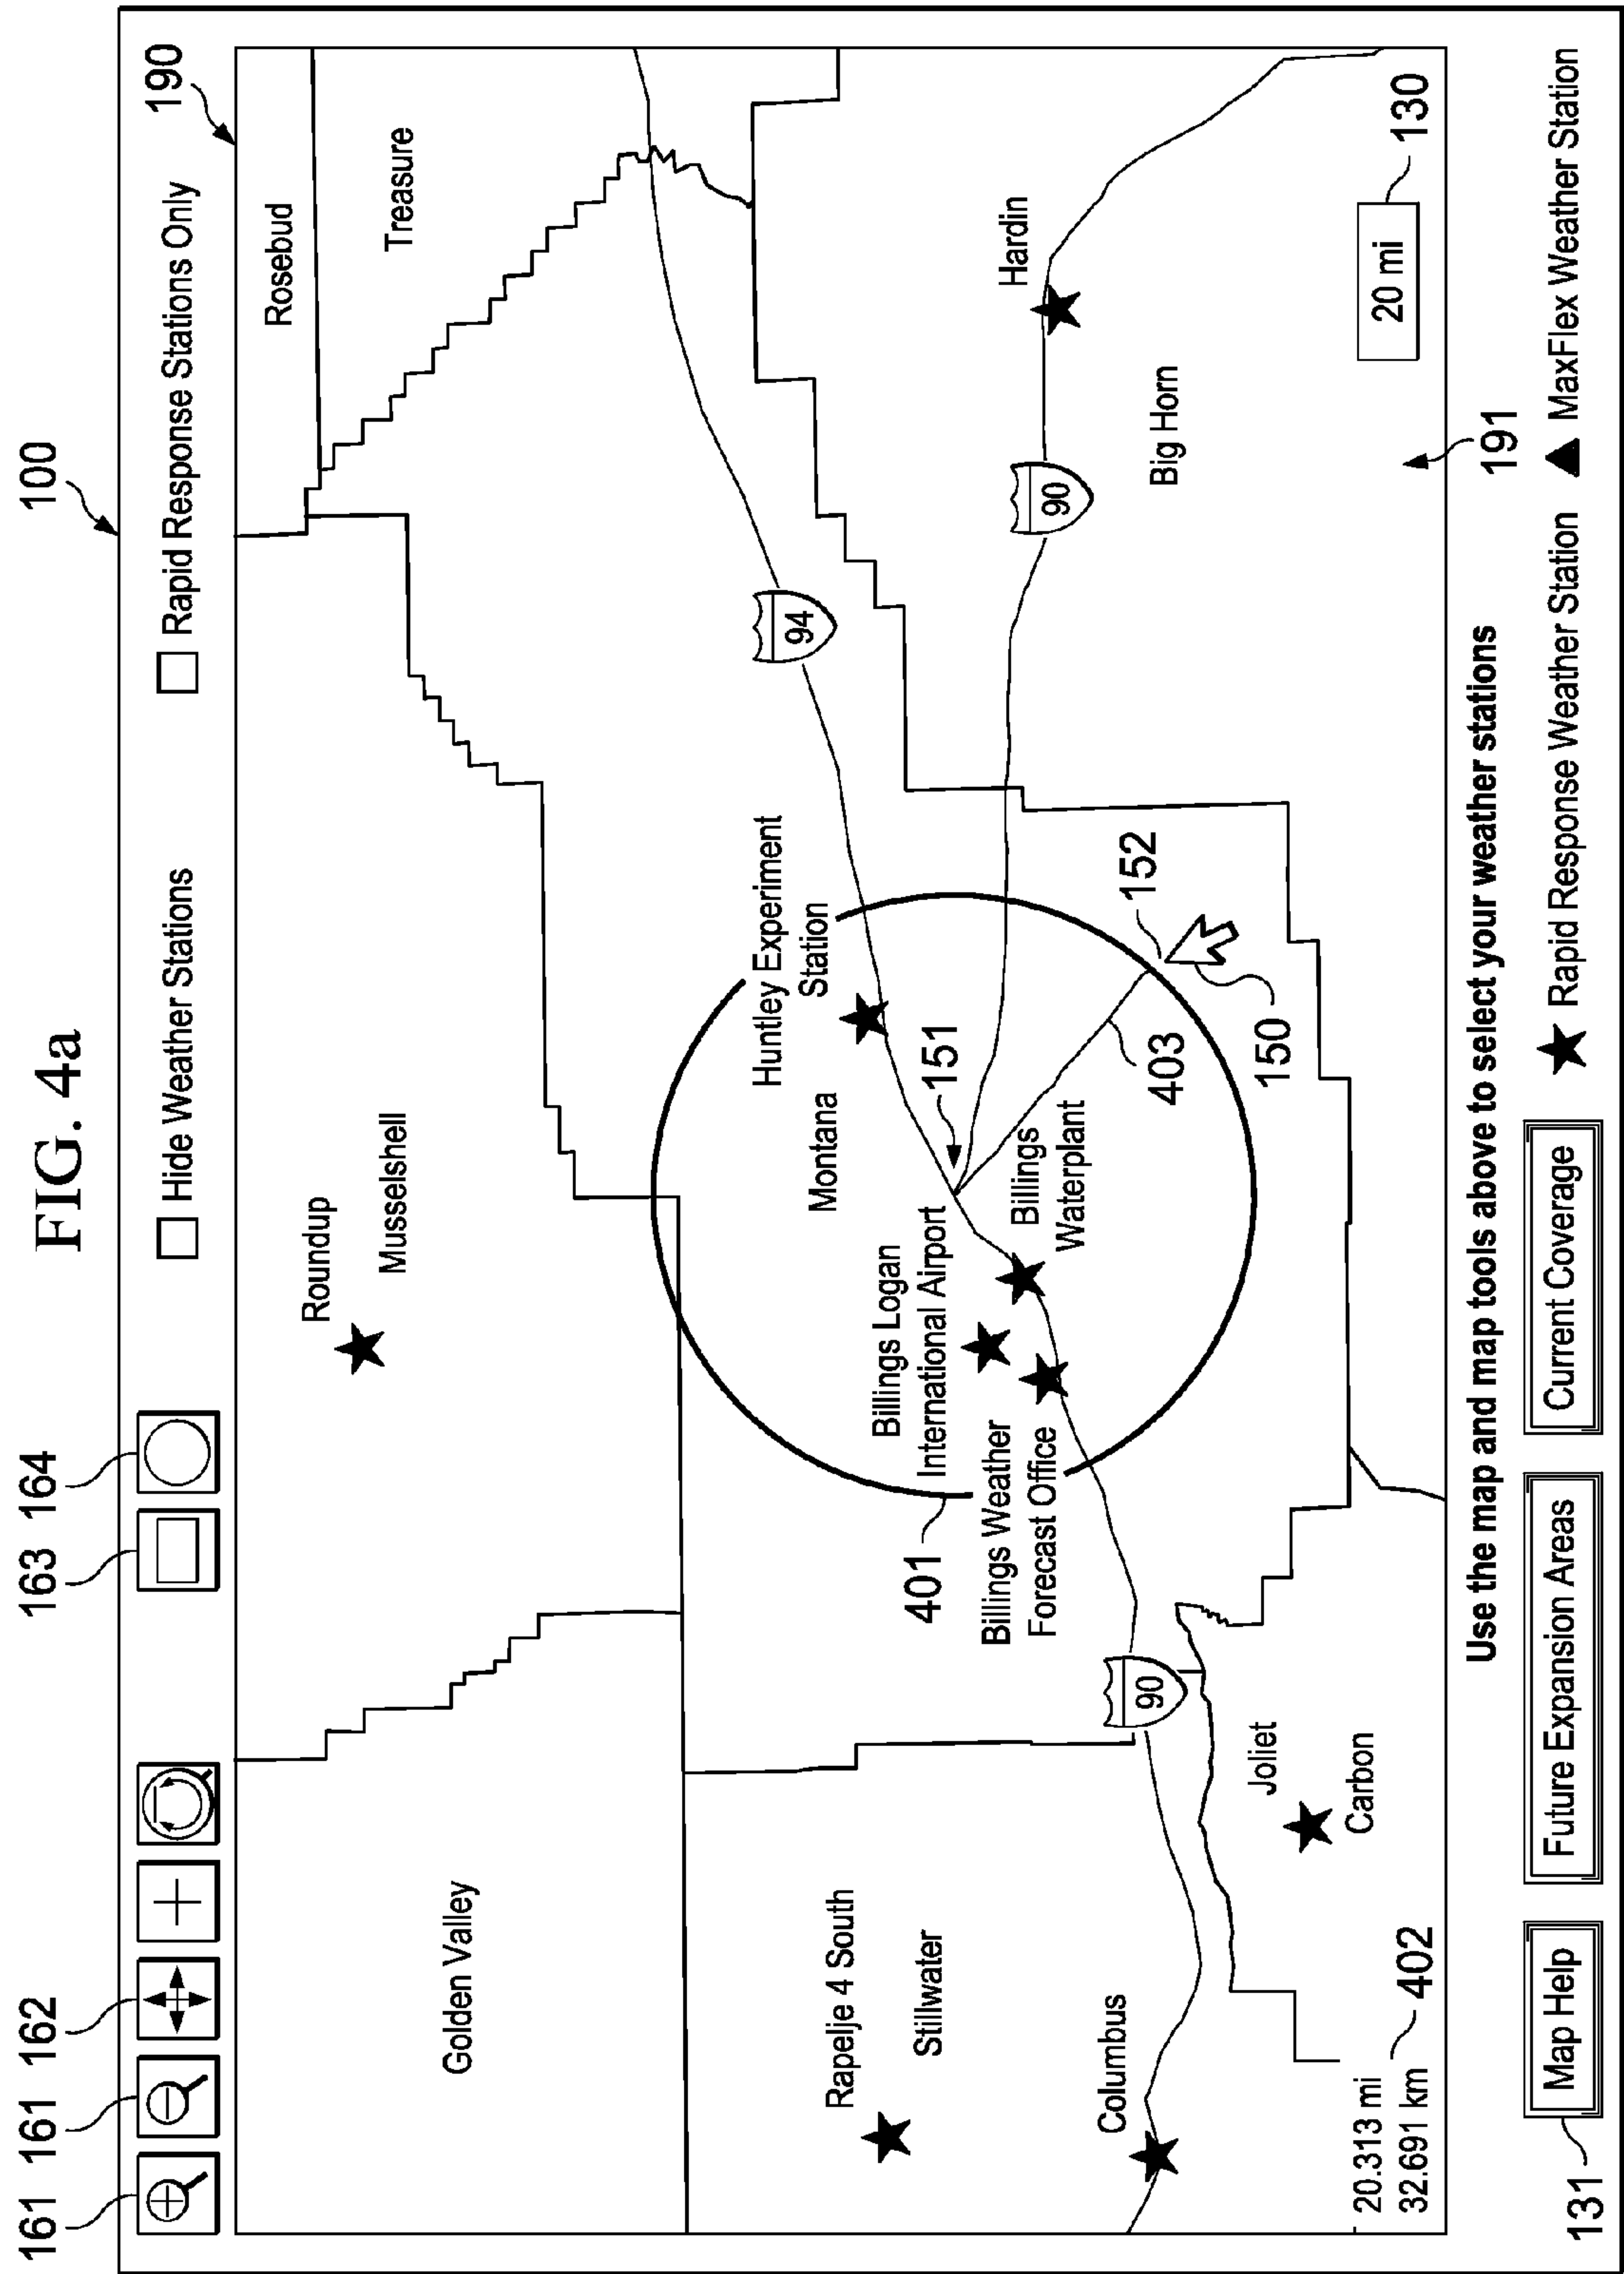 FIG. 4a
100
161
161
162
163
164
190
Hide Weather Stations
Rapid Response Stations Only
Rosebud
Treasure
Roundup
Musselshell
Golden Valley
Huntley Experiment
Station
94
Montana
Rapelje 4 South
Stillwater
Billings Logan
International Airport
151
401
Billings Weather
Forecast Office
Billings
Waterplant
Hardin
90
Big Horn
152
403
150
Columbus
90
Joliet
Carbon
20 mi
130
20.313 mi
32.691 km
402
191
Use the map and map tools above to select your weather stations
131
Map Help
Future Expansion Areas
Current Coverage
Rapid Response Weather Station
MaxFlex Weather Station